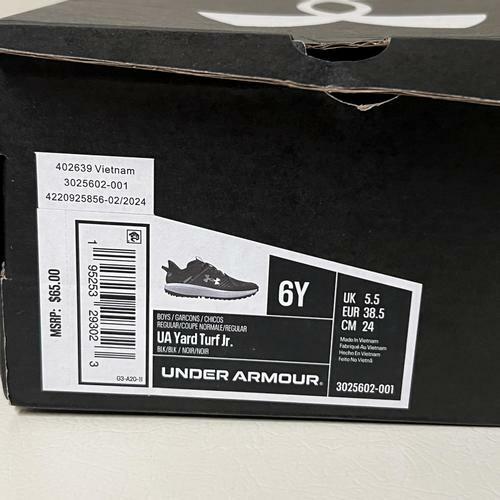 402639 Vietnam
3025602-001
4220925856-02/2024
MSRP: $65.00
1 95253 29302 3
G3-A20-11
6Y
BOYS / GARCONS / CHICOS
REGULAR/COUPE NORMALE/REGULAR
UA Yard Turf Jr.
BLK/BLK / NOIR/NOIR
UNDER ARMOUR®
UK 5.5
EUR 38.5
CM 24
Made In Vietnam
Fabriqué Au Vietnam
Hecho En Vietnam
Feito No Vietnã
3025602-001